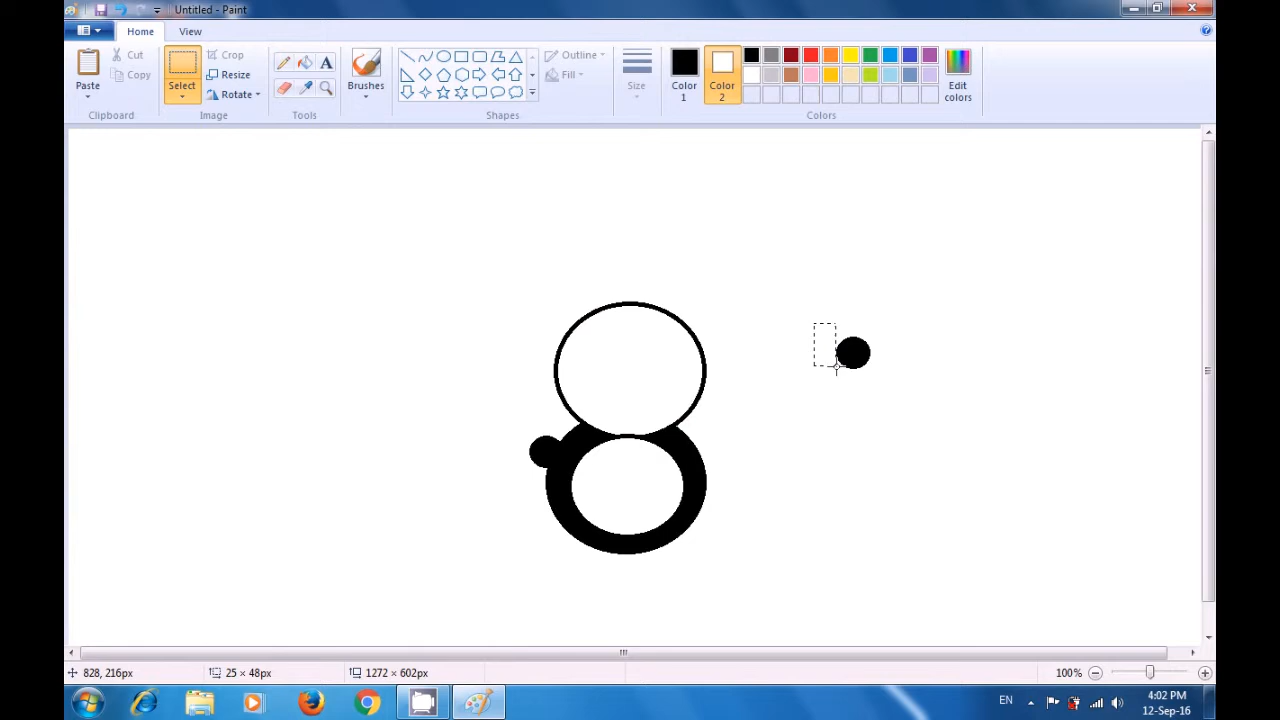 Untitled - Paint
Home
View
Paste
Cut
Copy
Clipboard
Select
Crop
Resize
Rotate
Image
A
Tools
Brushes
Shapes
Outline
Fill
Size
Color 1
Color 2
Edit colors
Colors
828, 216px
25 × 48px
1272 × 602px
100%
EN
4:02 PM
12-Sep-16